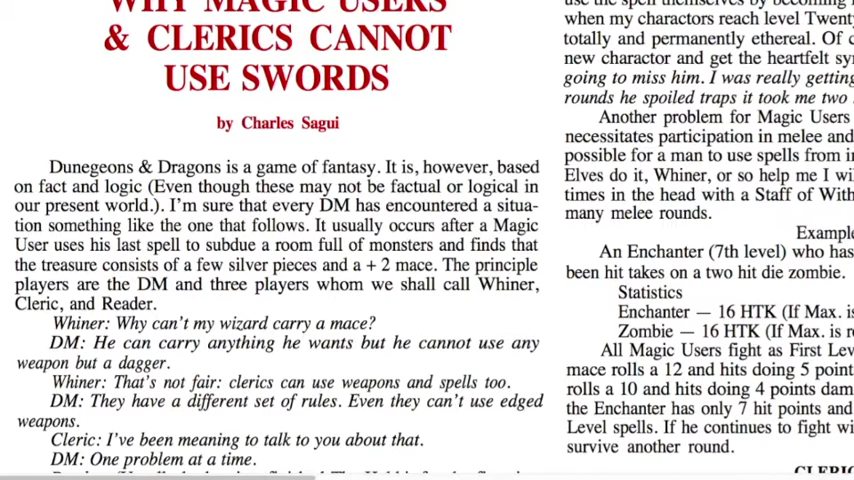 WHY MAGIC USERS
& CLERICS CANNOT
USE SWORDS
by Charles Sagui
Dunegeons & Dragons is a game of fantasy. It is, however, based
on fact and logic (Even though these may not be factual or logical in
our present world.). I'm sure that every DM has encountered a situa-
tion something like the one that follows. It usually occurs after a Magic
User uses his last spell to subdue a room full of monsters and finds that
the treasure consists of a few silver pieces and a + 2 mace. The principle
players are the DM and three players whom we shall call Whiner,
Cleric, and Reader.
Whiner: Why can't my wizard carry a mace?
DM: He can carry anything he wants but he cannot use any
weapon but a dagger.
Whiner: That's not fair: clerics can use weapons and spells too.
DM: They have a different set of rules. Even they can't use edged
weapons.
Cleric: I've been meaning to talk to you about that.
DM: One problem at a time.
use the spell themselves by becoming
when my charactors reach level Twenty
totally and permanently ethereal. Of
new character and get the heartfelt
going to miss him. I was really getting
rounds he spoiled traps it took me two
Another problem for Magic Users
necessitates participation in melee and
possible for a man to use spells from
Elves do it, Whiner, or so help me I
times in the head with a Staff of
many melee rounds.
Example
An Enchanter (7th level) who has
been hit takes on a two hit die zombie.
Statistics
Enchanter — 16 HTK (If Max. is
Zombie — 16 HTK (If Max. is
All Magic Users fight as First
mace rolls a 12 and hits doing 5
rolls a 10 and hits doing 4 points
the Enchanter has only 7 hit points and
Level spells. If he continues to fight
survive another round.